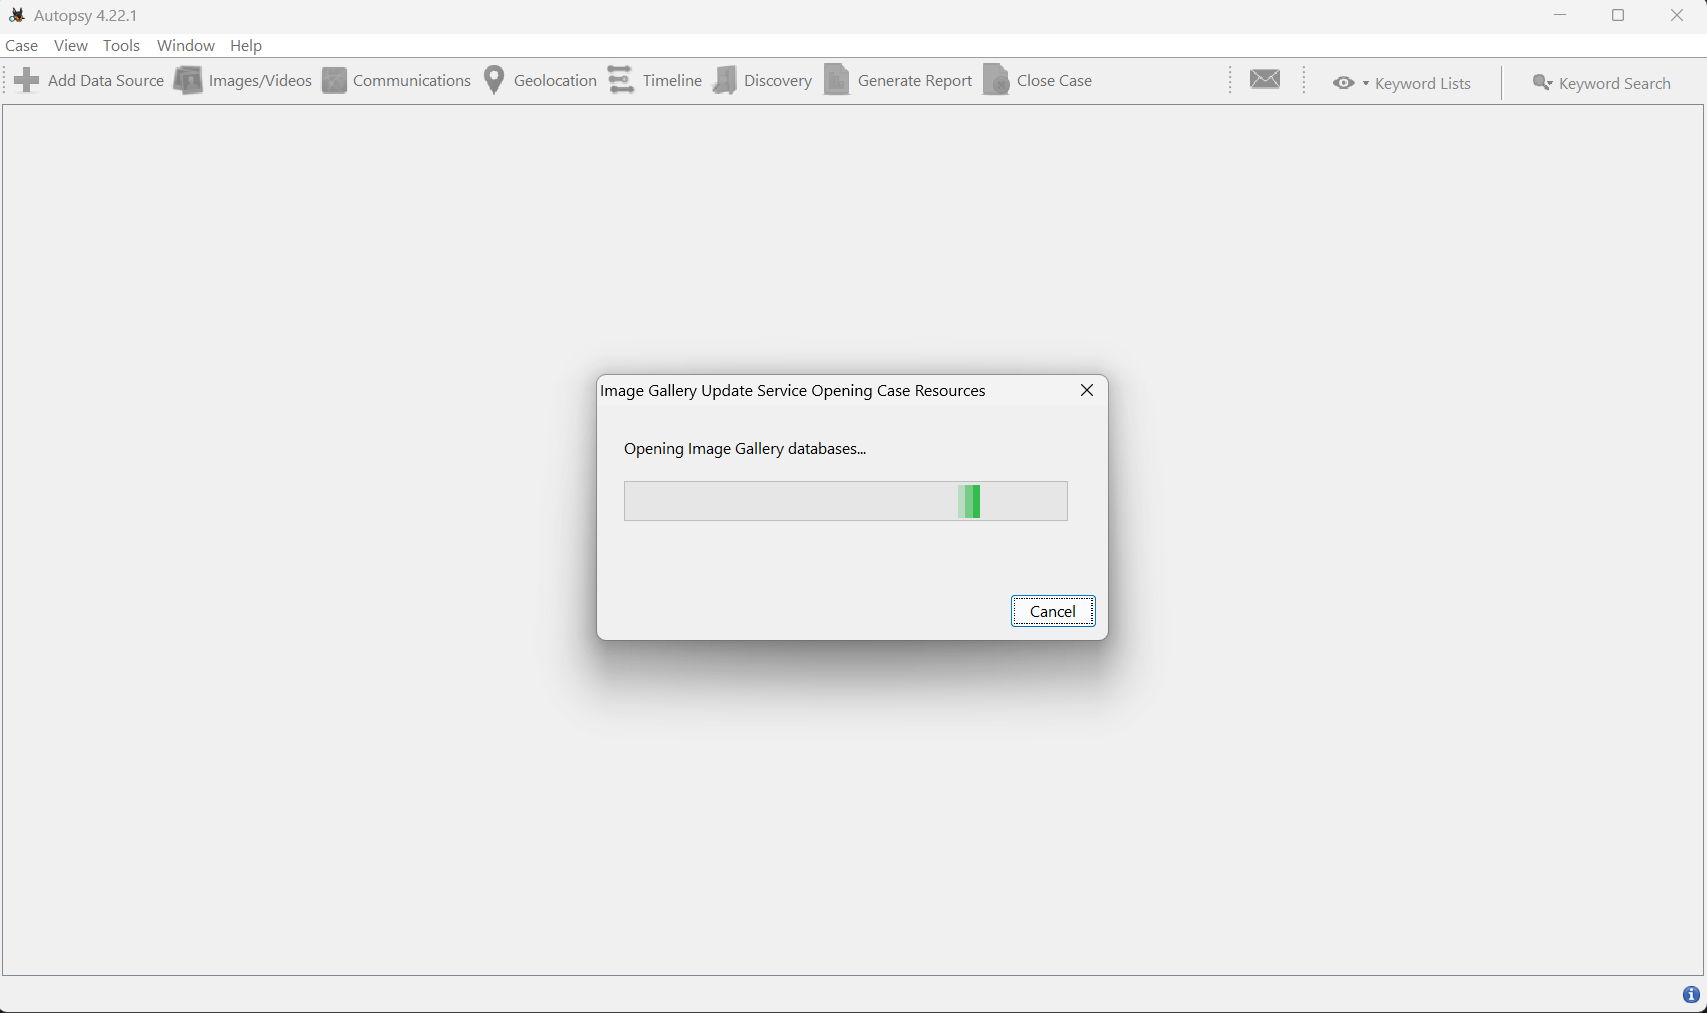 Autopsy 4.22.1
Case View Tools Window Help
Add Data Source Images/Videos Communications Geolocation Timeline Discovery Generate Report Close Case Keyword Lists Keyword Search
Image Gallery Update Service Opening Case Resources
Opening Image Gallery databases...
Cancel